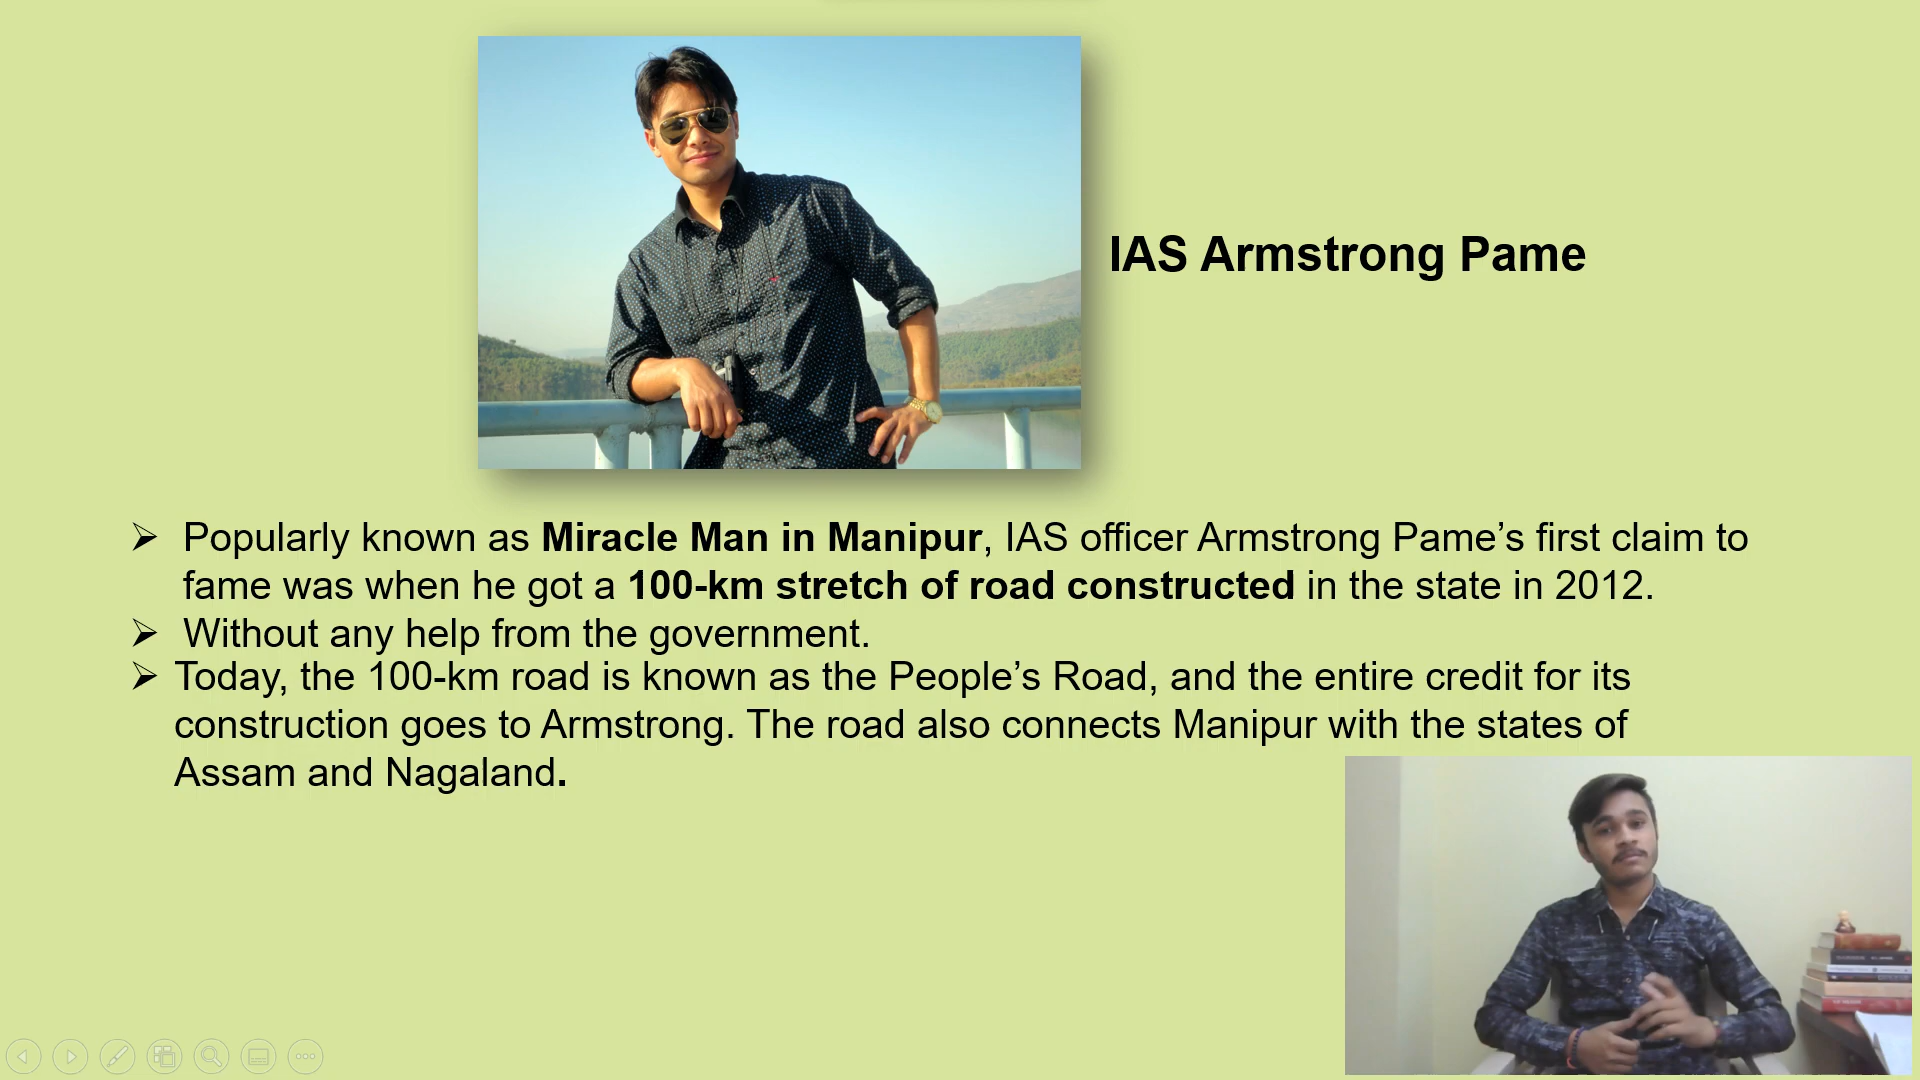 IAS Armstrong Pame
➢ Popularly known as Miracle Man in Manipur, IAS officer Armstrong Pame’s first claim to
fame was when he got a 100-km stretch of road constructed in the state in 2012.
➢ Without any help from the government.
➢ Today, the 100-km road is known as the People’s Road, and the entire credit for its
construction goes to Armstrong. The road also connects Manipur with the states of
Assam and Nagaland.